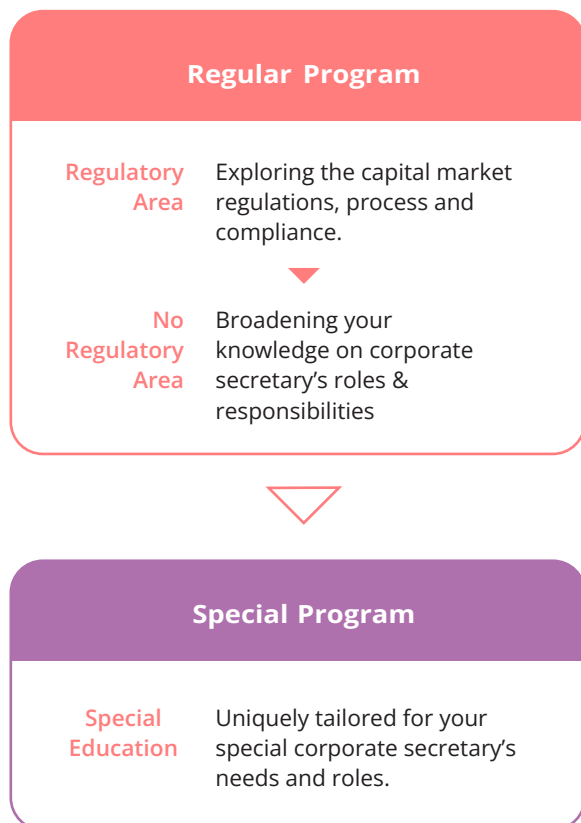 Regular Program
Regulatory
Area
Exploring the capital market
regulations, process and
compliance.
No
Regulatory
Area
Broadening your
knowledge on corporate
secretary’s roles &
responsibilities
Special Program
Special
Education
Uniquely tailored for your
special corporate secretary’s
needs and roles.